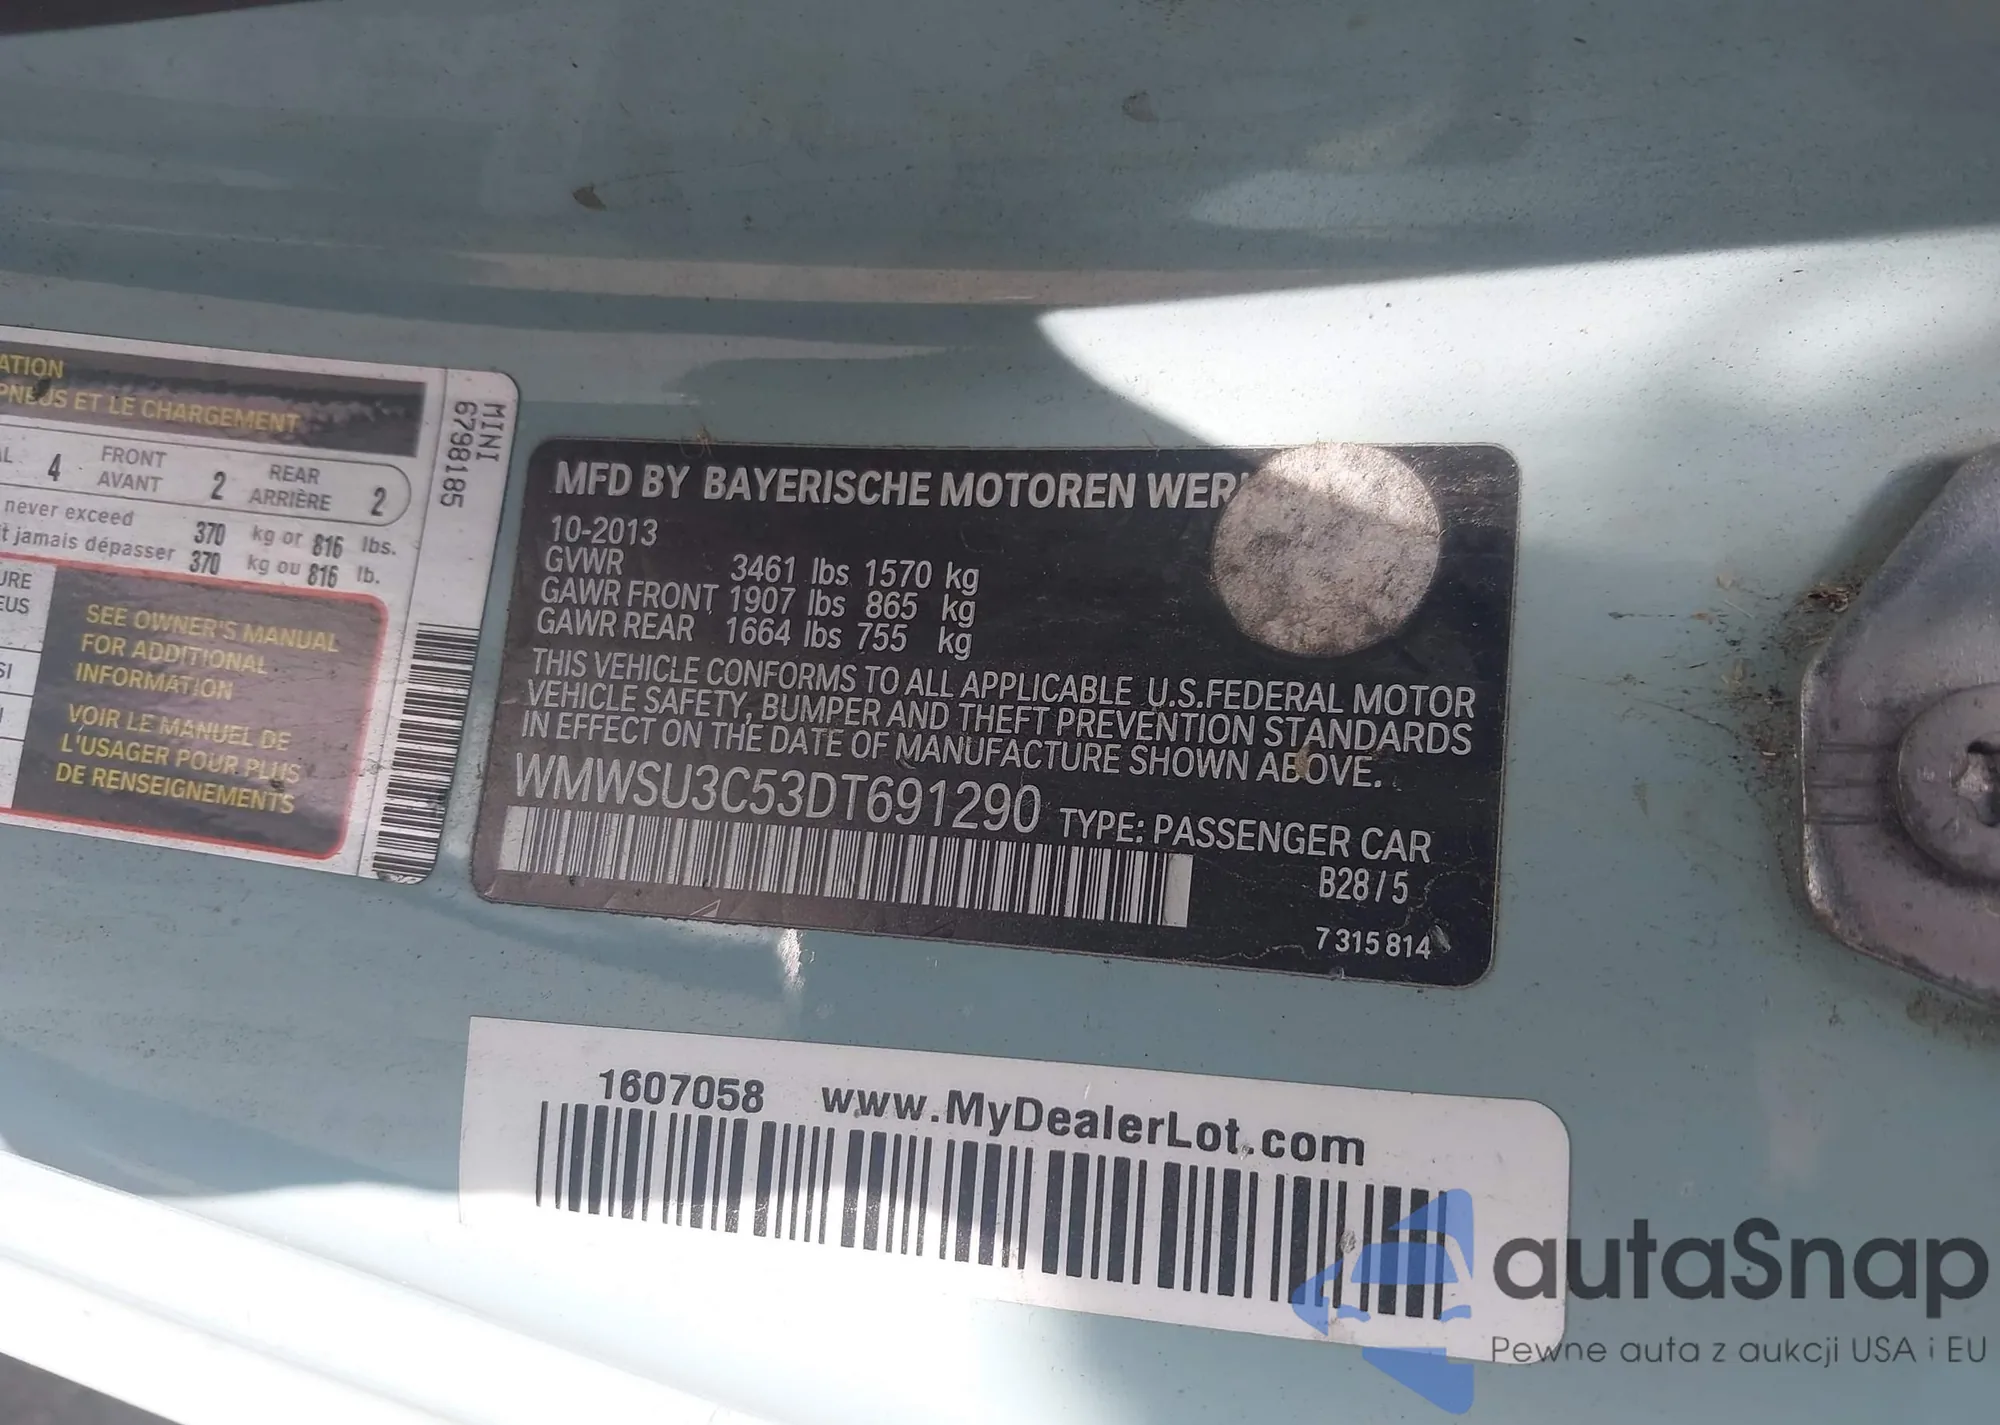 ATION
PNEUS ET LE CHARGEMENT
4 FRONT 2 REAR 2
AVANT ARRIÈRE
never exceed 370 kg or 816 lbs.
jamais dépasser 370 kg ou 816 lb.
SEE OWNER'S MANUAL
FOR ADDITIONAL
INFORMATION
VOIR LE MANUEL DE
L'USAGER POUR PLUS
DE RENSEIGNEMENTS
MINI
6798185
MFD BY BAYERISCHE MOTOREN WER
10-2013
GVWR 3461 lbs 1570 kg
GAWR FRONT 1907 lbs 865 kg
GAWR REAR 1664 lbs 755 kg
THIS VEHICLE CONFORMS TO ALL APPLICABLE U.S.FEDERAL MOTOR
VEHICLE SAFETY, BUMPER AND THEFT PREVENTION STANDARDS
IN EFFECT ON THE DATE OF MANUFACTURE SHOWN ABOVE.
WMWSU3C53DT691290 TYPE: PASSENGER CAR
B28/5
7 315 814
1607058 www.MyDealerLot.com
autaSnap
Pewne auta z aukcji USA i EU